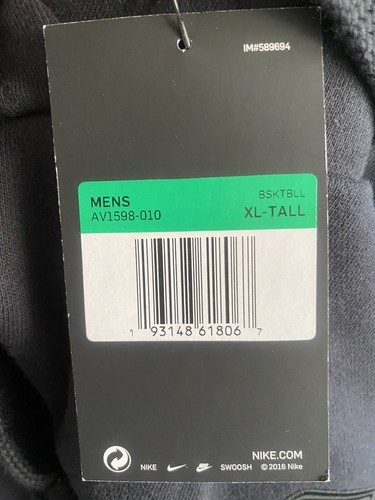 IM#589694
MENS
BSKTBLL
AV1598-010
XL-TALL
1 93148 61806 7
NIKE.COM
NIKE SWOOSH © 2016 Nike